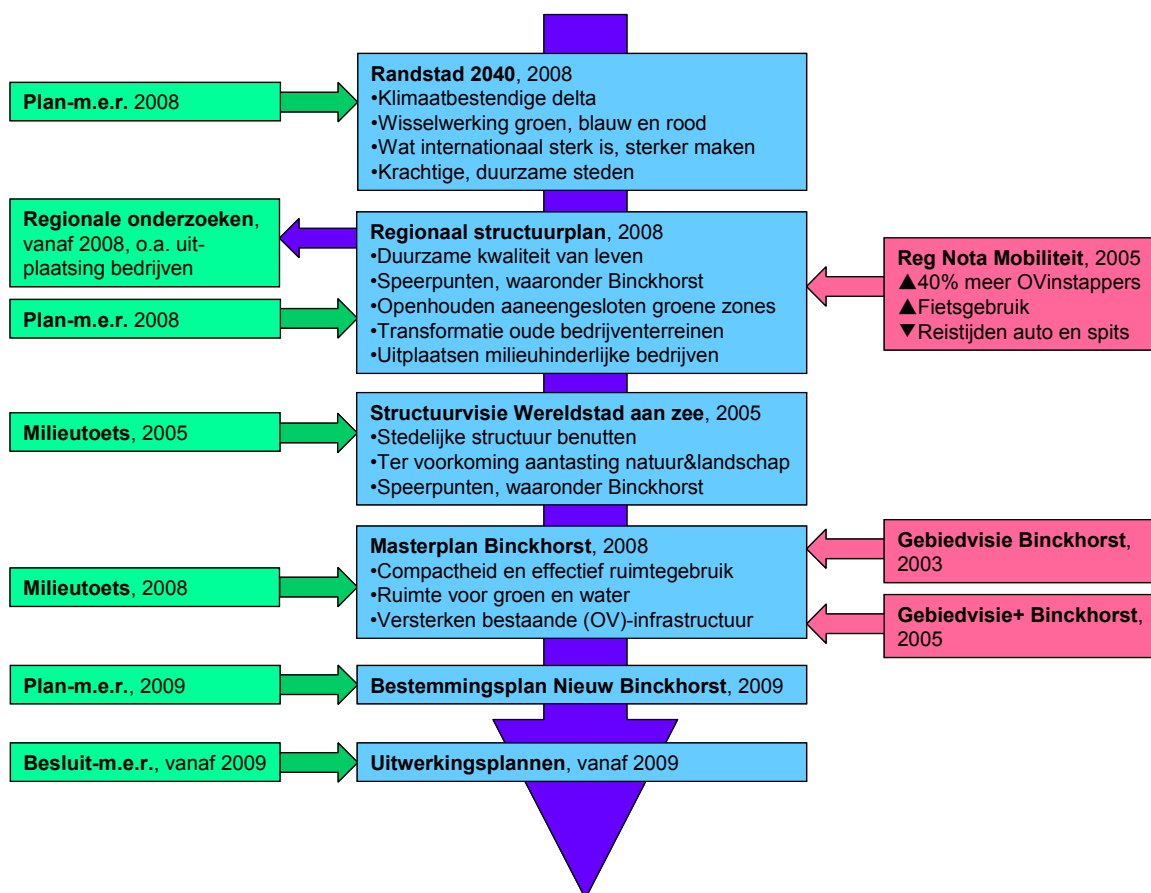 Plan-m.e.r. 2008
Randstad 2040, 2008
•Klimaatbestendige delta
•Wisselwerking groen, blauw en rood
•Wat internationaal sterk is, sterker maken
•Krachtige, duurzame steden
Regionale onderzoeken,
vanaf 2008, o.a. uit-
plaatsing bedrijven
Plan-m.e.r. 2008
Regionaal structuurplan, 2008
•Duurzame kwaliteit van leven
•Speerpunten, waaronder Binckhorst
•Openhouden aaneengesloten groene zones
•Transformatie oude bedrijventerreinen
•Uitplaatsen milieuhinderlijke bedrijven
Reg Nota Mobiliteit, 2005
▲40% meer OVinstappers
▲Fietsgebruik
▼Reistijden auto en spits
Milieutoets, 2005
Structuurvisie Wereldstad aan zee, 2005
•Stedelijke structuur benutten
•Ter voorkoming aantasting natuur&landschap
•Speerpunten, waaronder Binckhorst
Milieutoets, 2008
Masterplan Binckhorst, 2008
•Compactheid en effectief ruimtegebruik
•Ruimte voor groen en water
•Versterken bestaande (OV)-infrastructuur
Gebiedvisie Binckhorst,
2003
Gebiedvisie+ Binckhorst,
2005
Plan-m.e.r., 2009
Bestemmingsplan Nieuw Binckhorst, 2009
Besluit-m.e.r., vanaf 2009
Uitwerkingsplannen, vanaf 2009